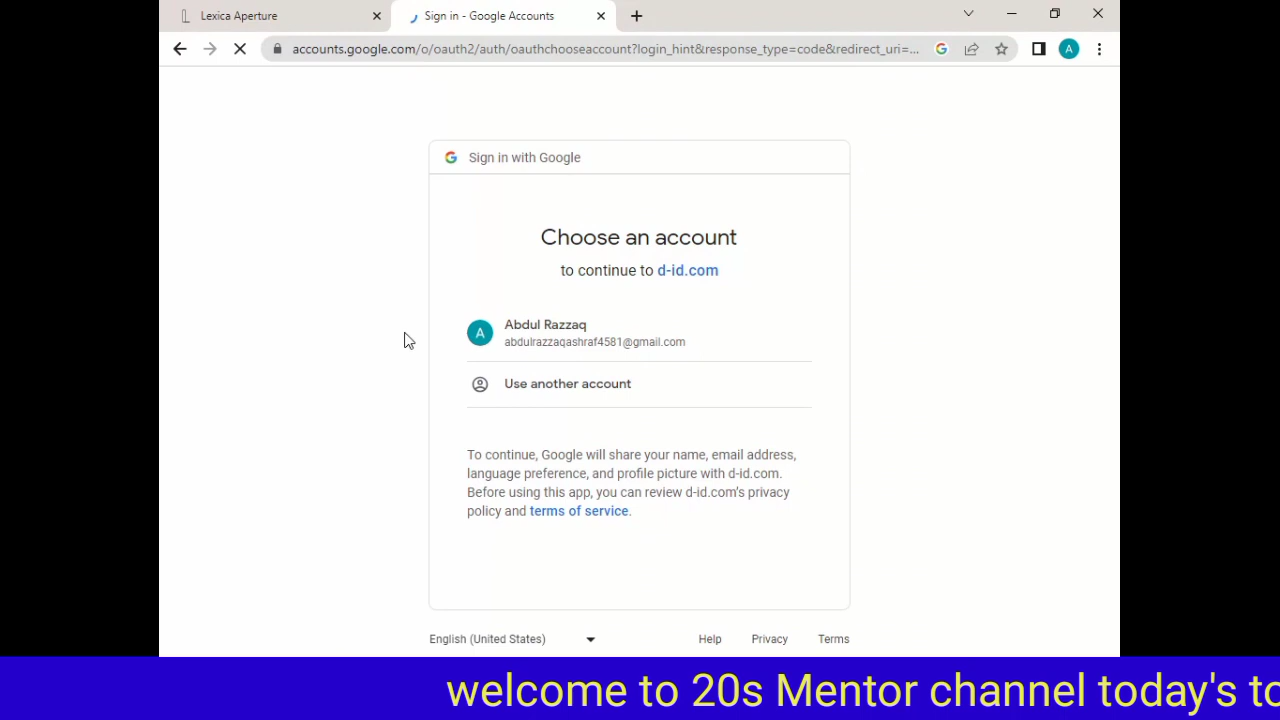 Lexica Aperture
Sign in - Google Accounts
accounts.google.com/o/oauth2/auth/oauthchooseaccount?login_hint&response_type=code&redirect_uri=...
A
Sign in with Google
Choose an account
to continue to d-id.com
A
Abdul Razzaq
abdulrazzaqashraf4581@gmail.com
Use another account
To continue, Google will share your name, email address,
language preference, and profile picture with d-id.com.
Before using this app, you can review d-id.com's privacy
policy and terms of service.
English (United States)
Help
Privacy
Terms
welcome to 20s Mentor channel today's to